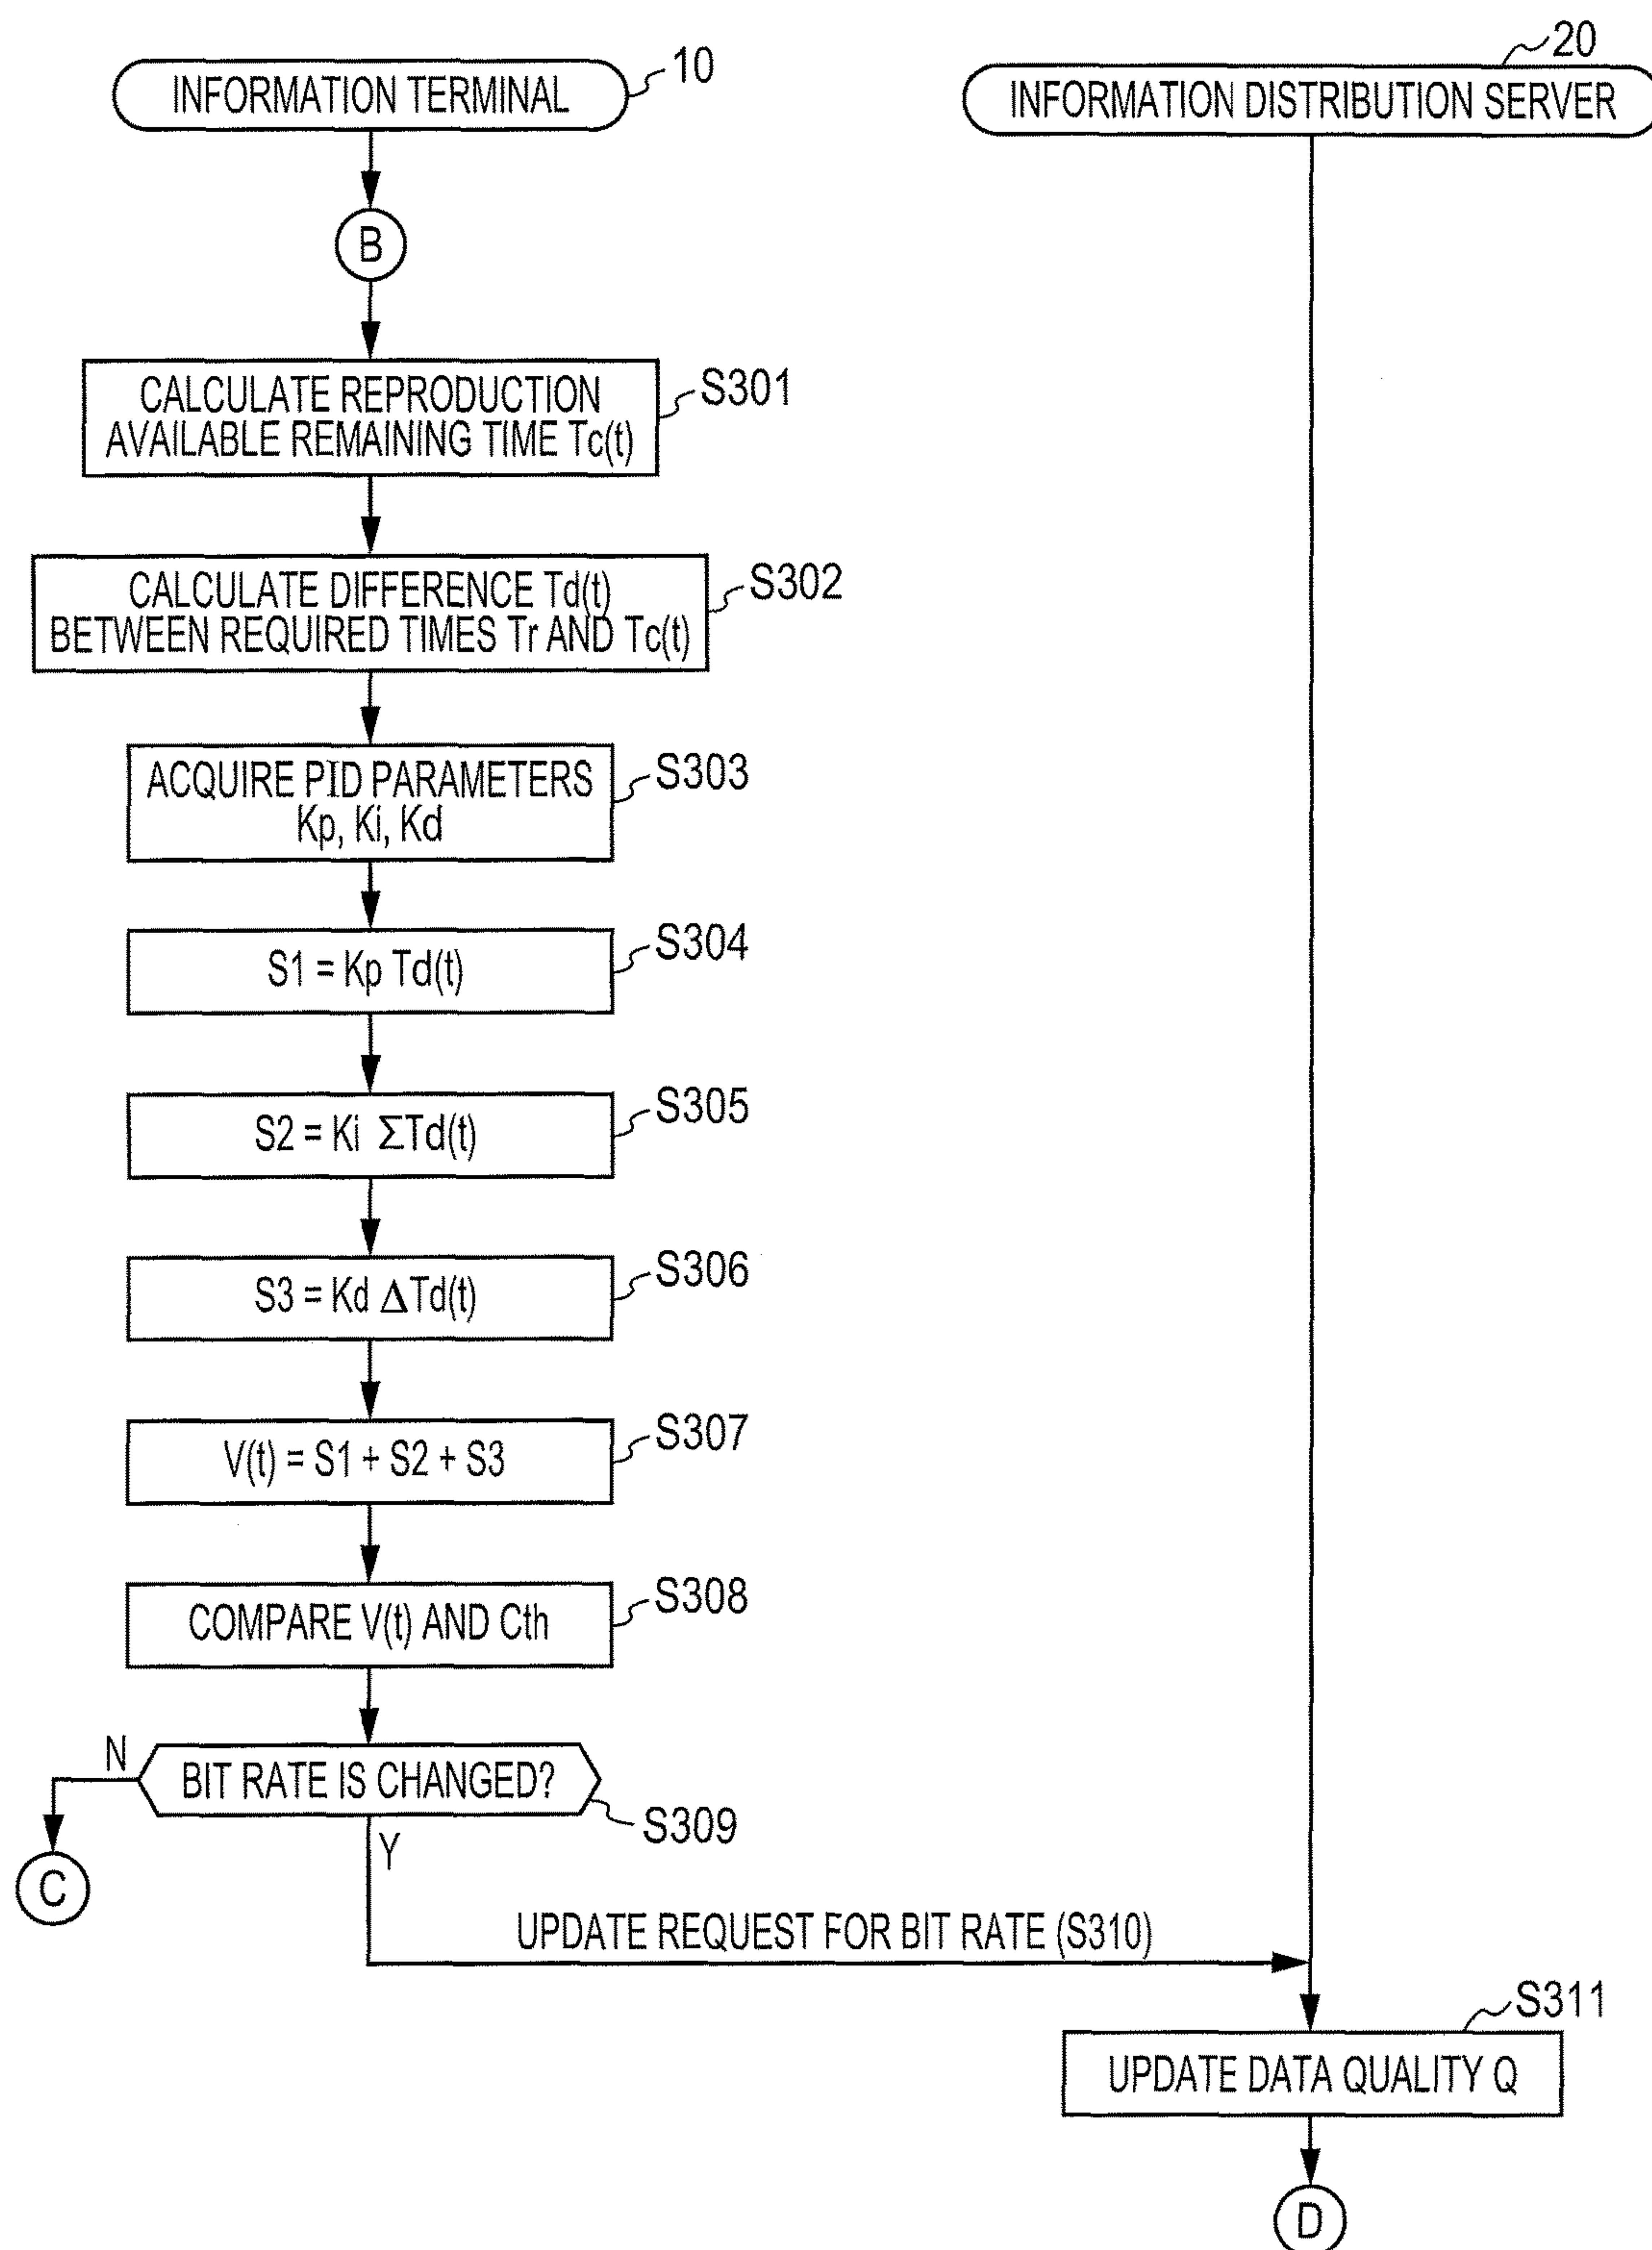 INFORMATION TERMINAL
10
INFORMATION DISTRIBUTION SERVER
20
B
CALCULATE REPRODUCTION
AVAILABLE REMAINING TIME Tc(t)
S301
CALCULATE DIFFERENCE Td(t)
BETWEEN REQUIRED TIMES Tr AND Tc(t)
S302
ACQUIRE PID PARAMETERS
Kp, Ki, Kd
S303
S1 = Kp Td(t)
S304
S2 = Ki ΣTd(t)
S305
S3 = Kd ΔTd(t)
S306
V(t) = S1 + S2 + S3
S307
COMPARE V(t) AND Cth
S308
N
BIT RATE IS CHANGED?
S309
Y
C
UPDATE REQUEST FOR BIT RATE (S310)
S311
UPDATE DATA QUALITY Q
D